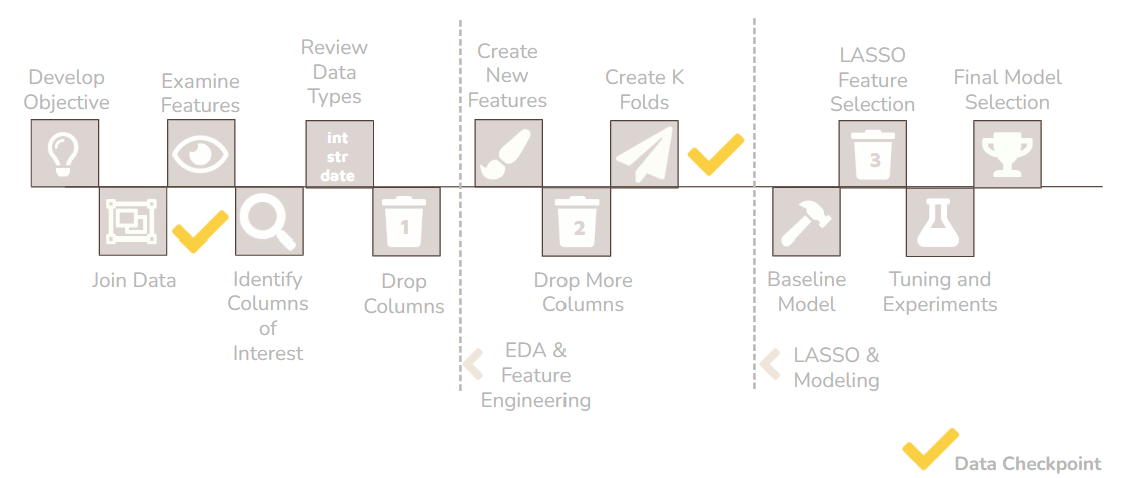 Develop
Objective
Join Data
Examine
Features
Identify
Columns
of
Interest
Review
Data
Types
int
str
date
1
Drop
Columns
Create
New
Features
2
Drop More
Columns
Create K
Folds
EDA &
Feature
Engineering
Baseline
Model
LASSO
Feature
Selection
3
Tuning and
Experiments
Final Model
Selection
LASSO &
Modeling
Data Checkpoint